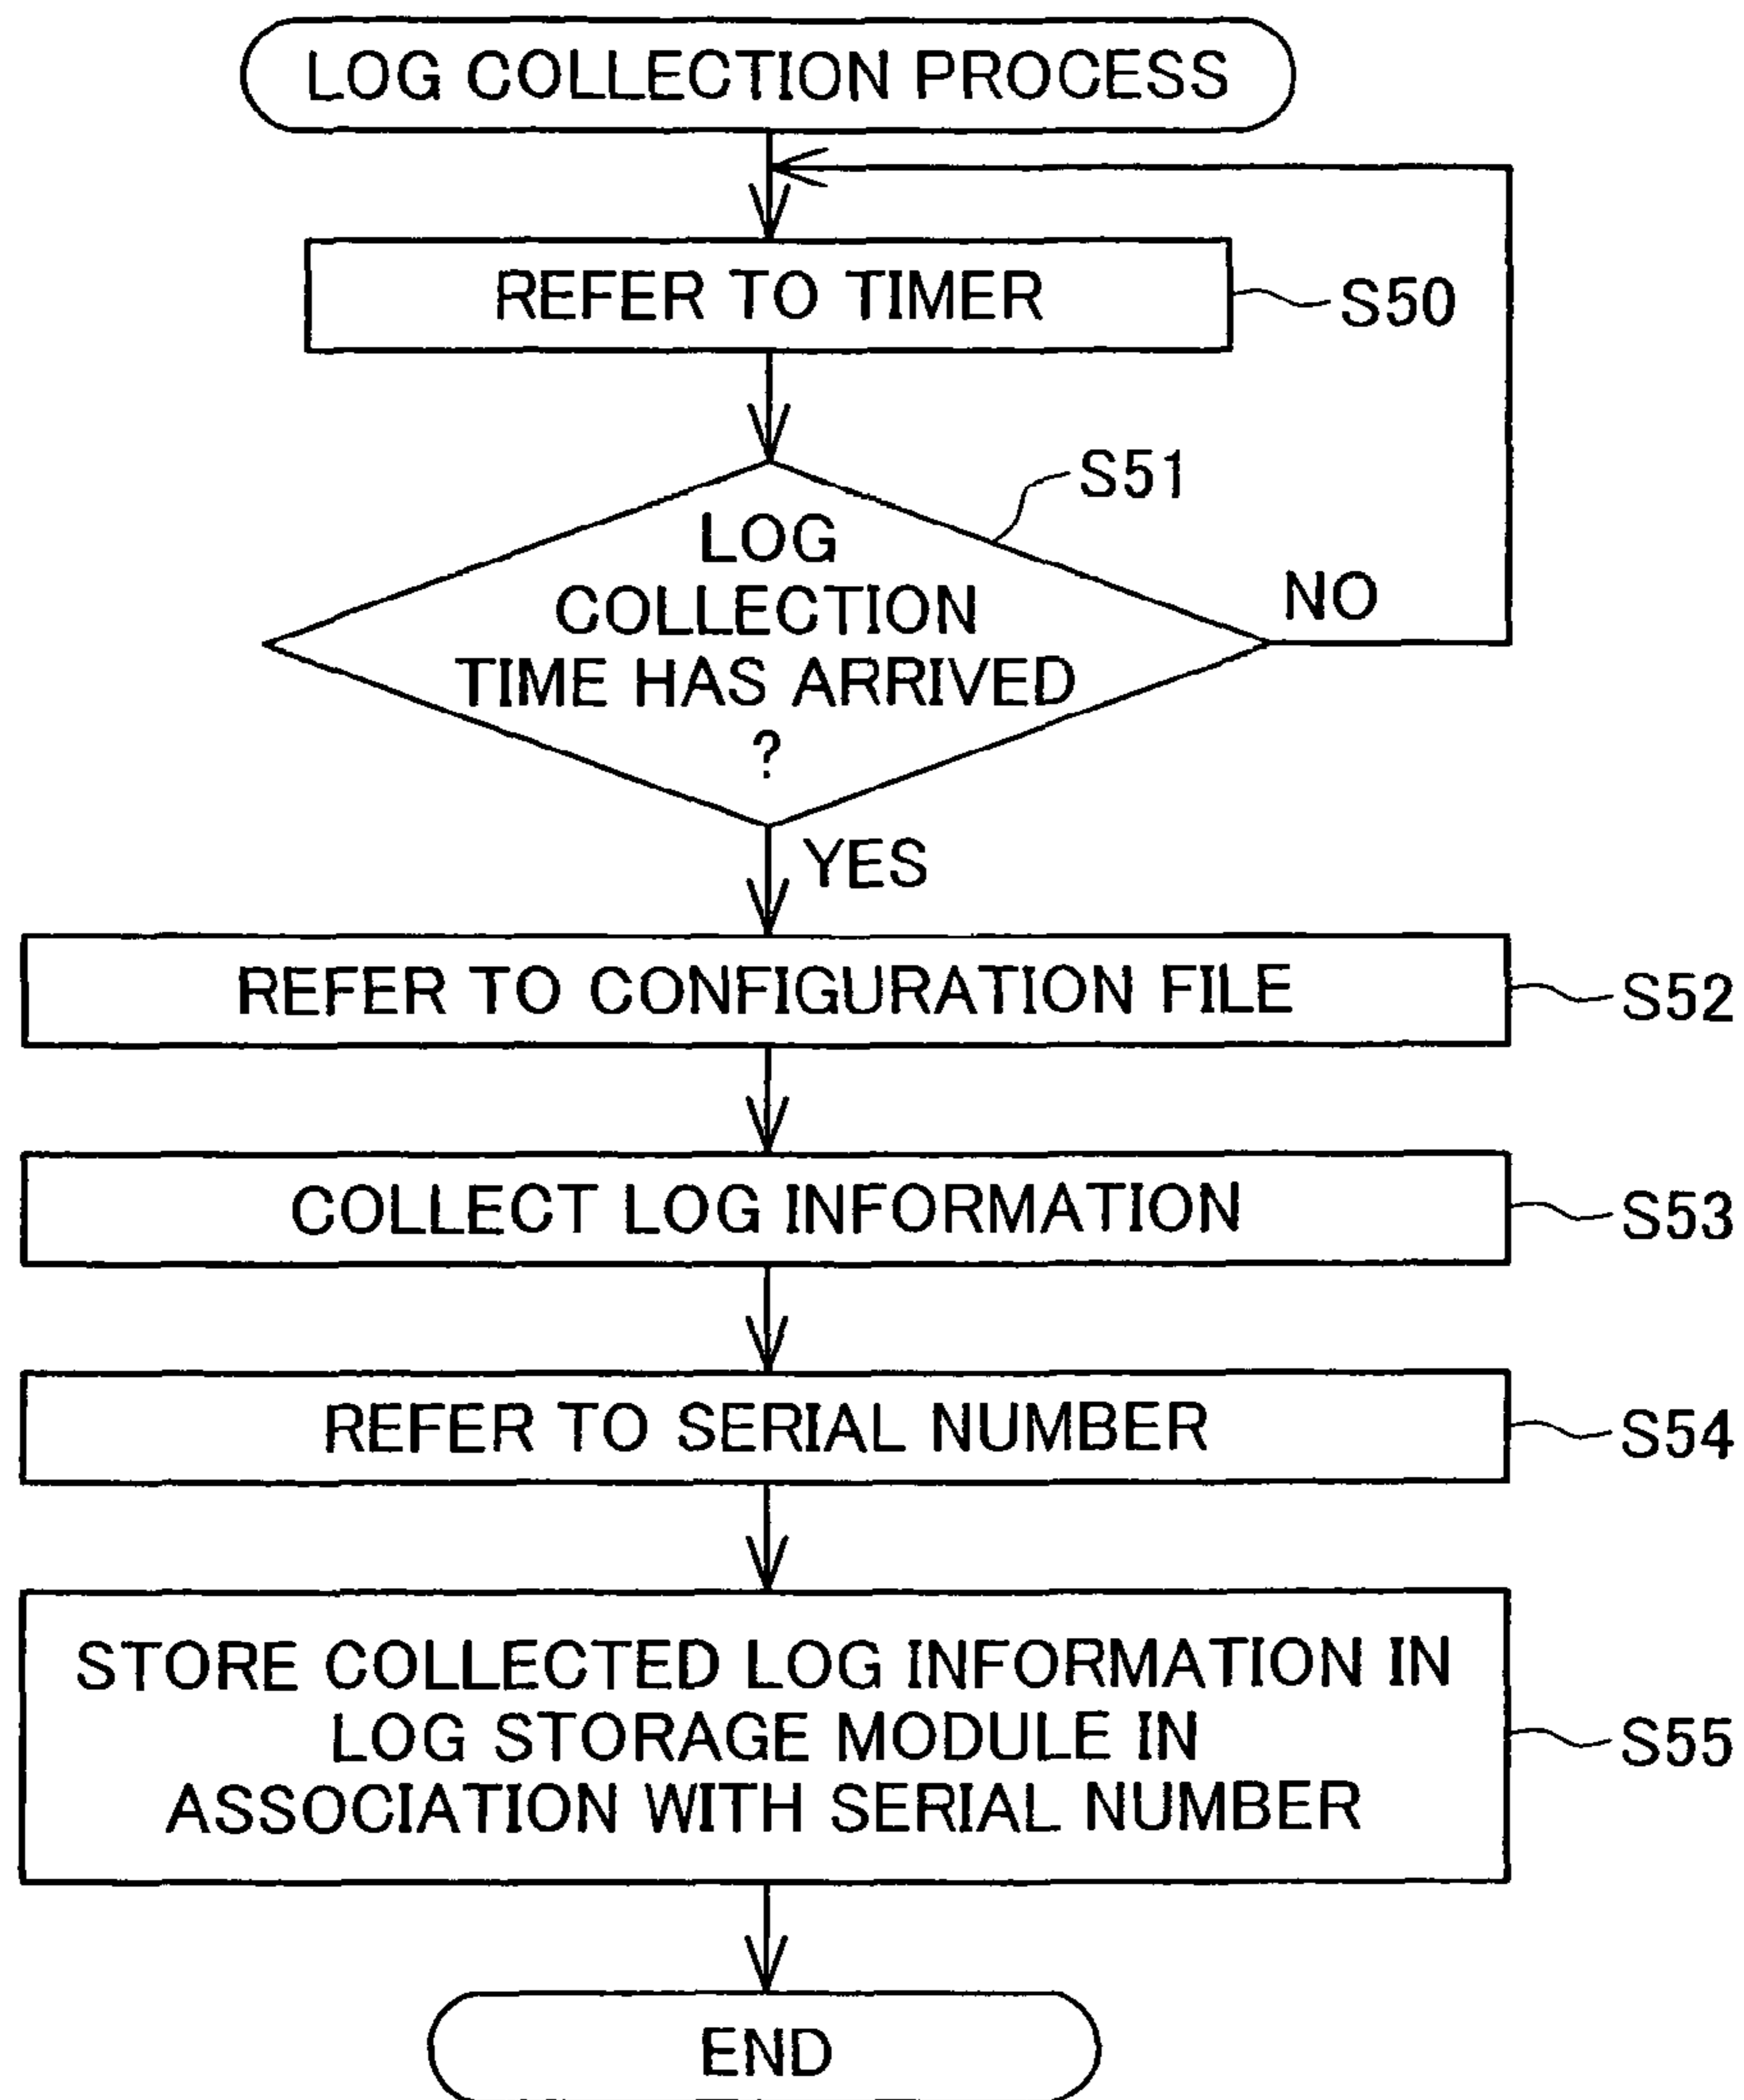 LOG COLLECTION PROCESS
REFER TO TIMER
S50
S51
LOG
COLLECTION
TIME HAS ARRIVED
?
NO
YES
REFER TO CONFIGURATION FILE
S52
COLLECT LOG INFORMATION
S53
REFER TO SERIAL NUMBER
S54
STORE COLLECTED LOG INFORMATION IN
LOG STORAGE MODULE IN
ASSOCIATION WITH SERIAL NUMBER
S55
END